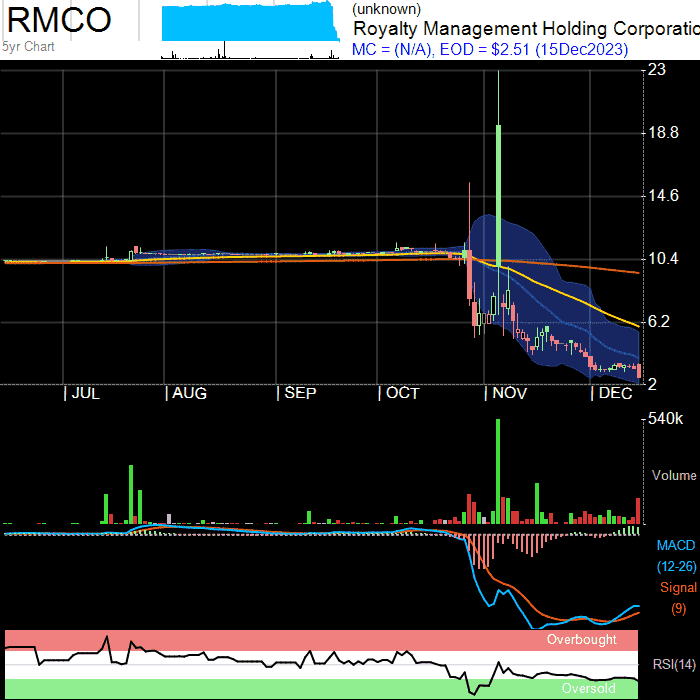 RMCO
5yr Chart
(unknown)
Royalty Management Holding Corporatio
MC = (N/A), EOD = $2.51 (15Dec2023)
23
18.8
14.6
10.4
6.2
2
JUL
AUG
SEP
OCT
NOV
DEC
540k
Volume
MACD
(12-26)
Signal
(9)
Overbought
RSI(14)
Oversold